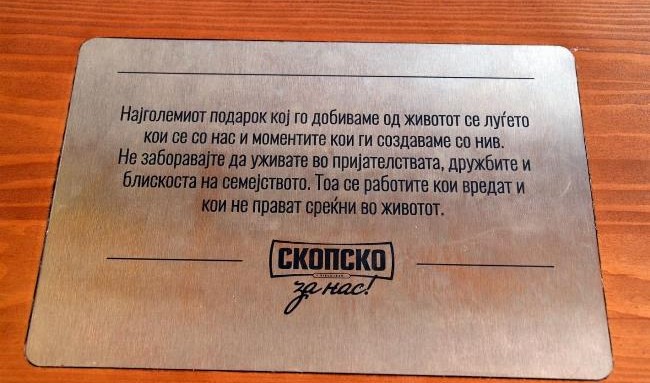 Најголемиот подарок кој го добиваме од животот се луѓето
кои се со нас и моментите кои ги создаваме со нив.
Не заборавајте да уживате во пријателствата, дружбите и
блискоста на семејството. Тоа се работите кои вредат и
кои не прават среќни во животот.
СКОПСКО
за нас!